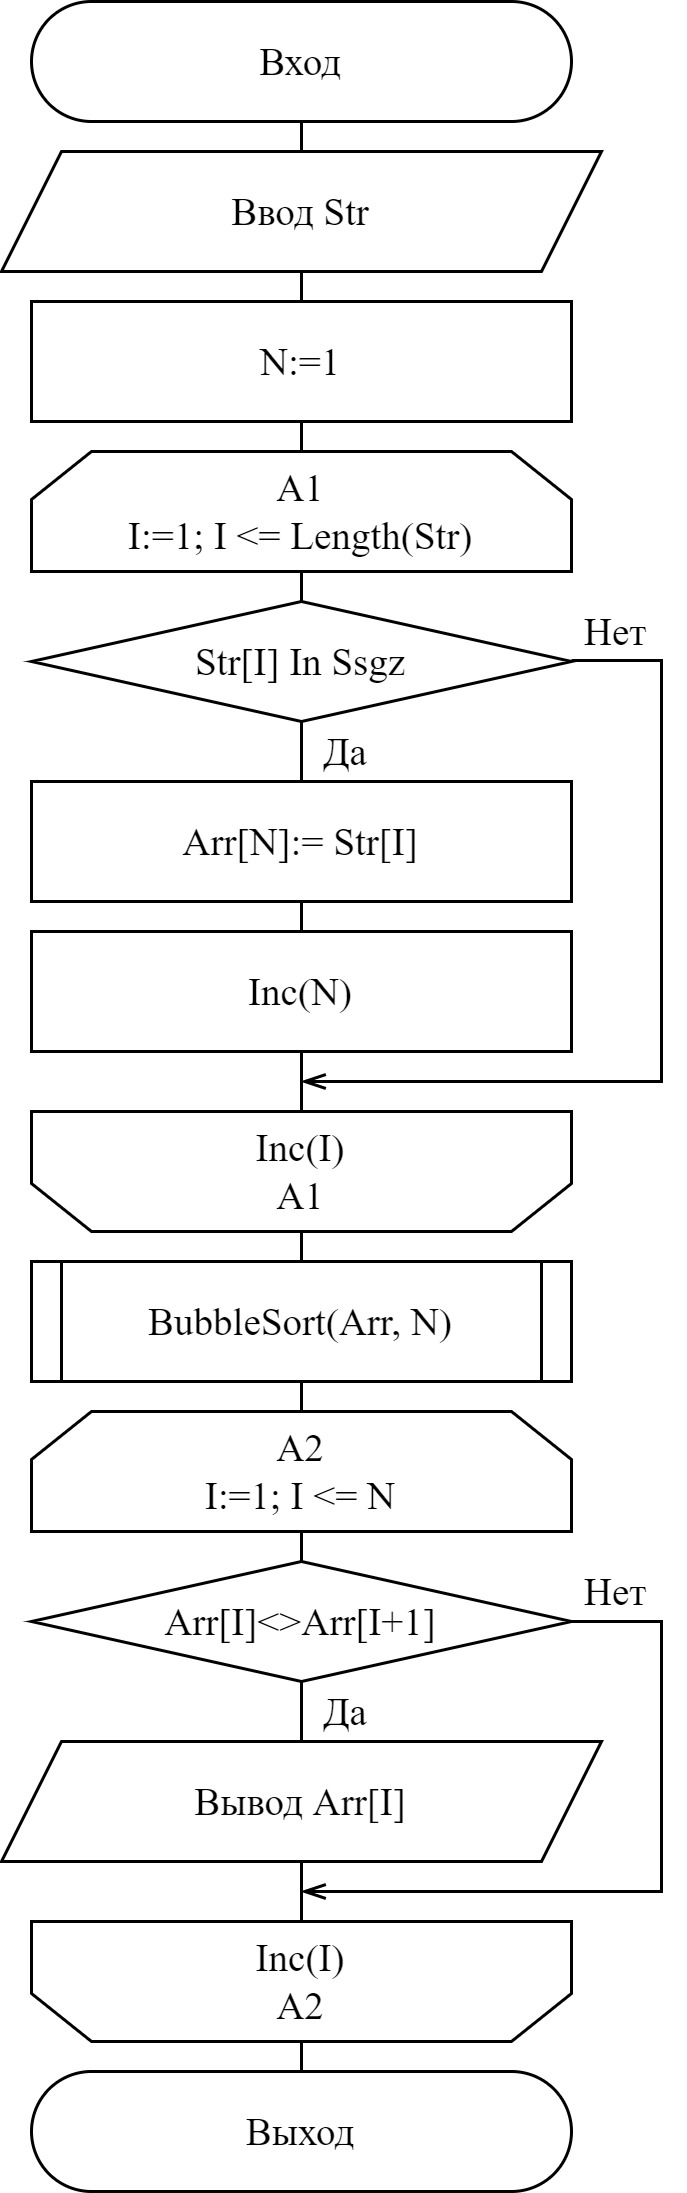 Вход
Ввод Str
N:=1
A1
I:=1; I <= Length(Str)
Нет
Str[I] In Ssgz
Да
Arr[N]:= Str[I]
Inc(N)
Inc(I)
A1
BubbleSort(Arr, N)
A2
I:=1; I <= N
Нет
Arr[I]<>Arr[I+1]
Да
Вывод Arr[I]
Inc(I)
A2
Выход